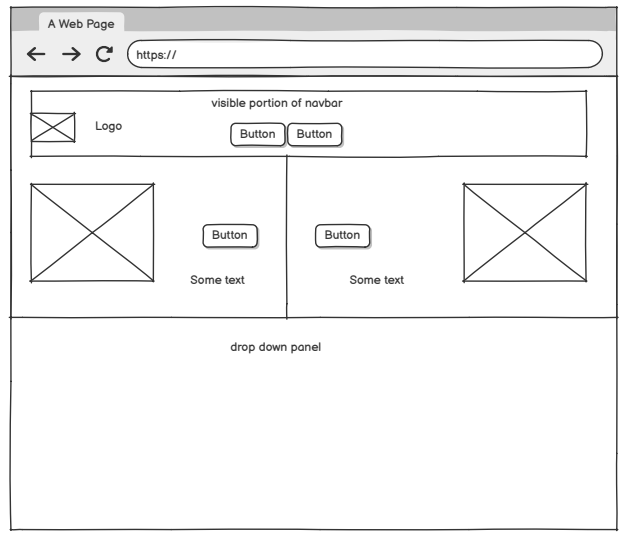 A Web Page
https://
visible portion of navbar
Logo
Button Button
Button Button
Some text Some text
drop down panel